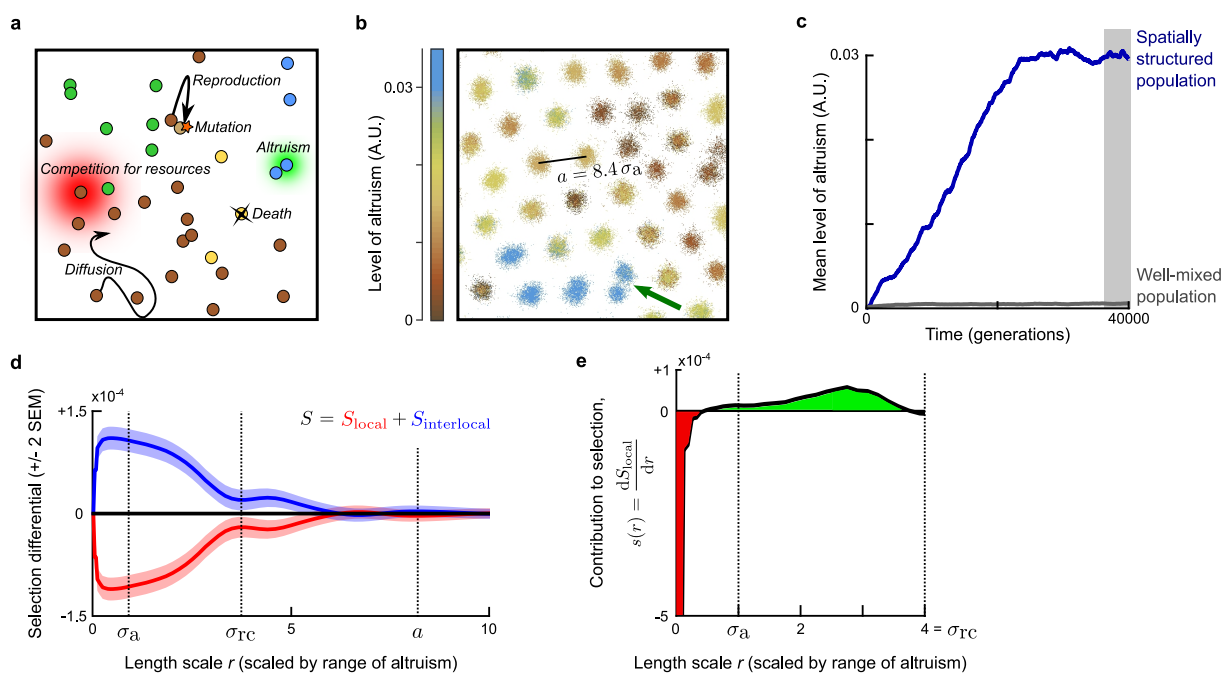 a
Reproduction
Mutation
Altruism
Competition for resources
Death
Diffusion
b
Level of altruism (A.U.)
0.03
0
a = 8.4 σa
c
Mean level of altruism (A.U.)
0.03
0
0
40000
Time (generations)
Spatially
structured
population
Well-mixed
population
d
x10-4
Selection differential (+/- 2 SEM)
+1.5
0
-1.5
S = Slocal + Sinterlocal
0
σa
σrc
5
a
10
Length scale r (scaled by range of altruism)
e
x10-4
Contribution to selection,
s(r) = dSlocal/dr
+1
0
-5
0
σa
2
4 = σrc
Length scale r (scaled by range of altruism)